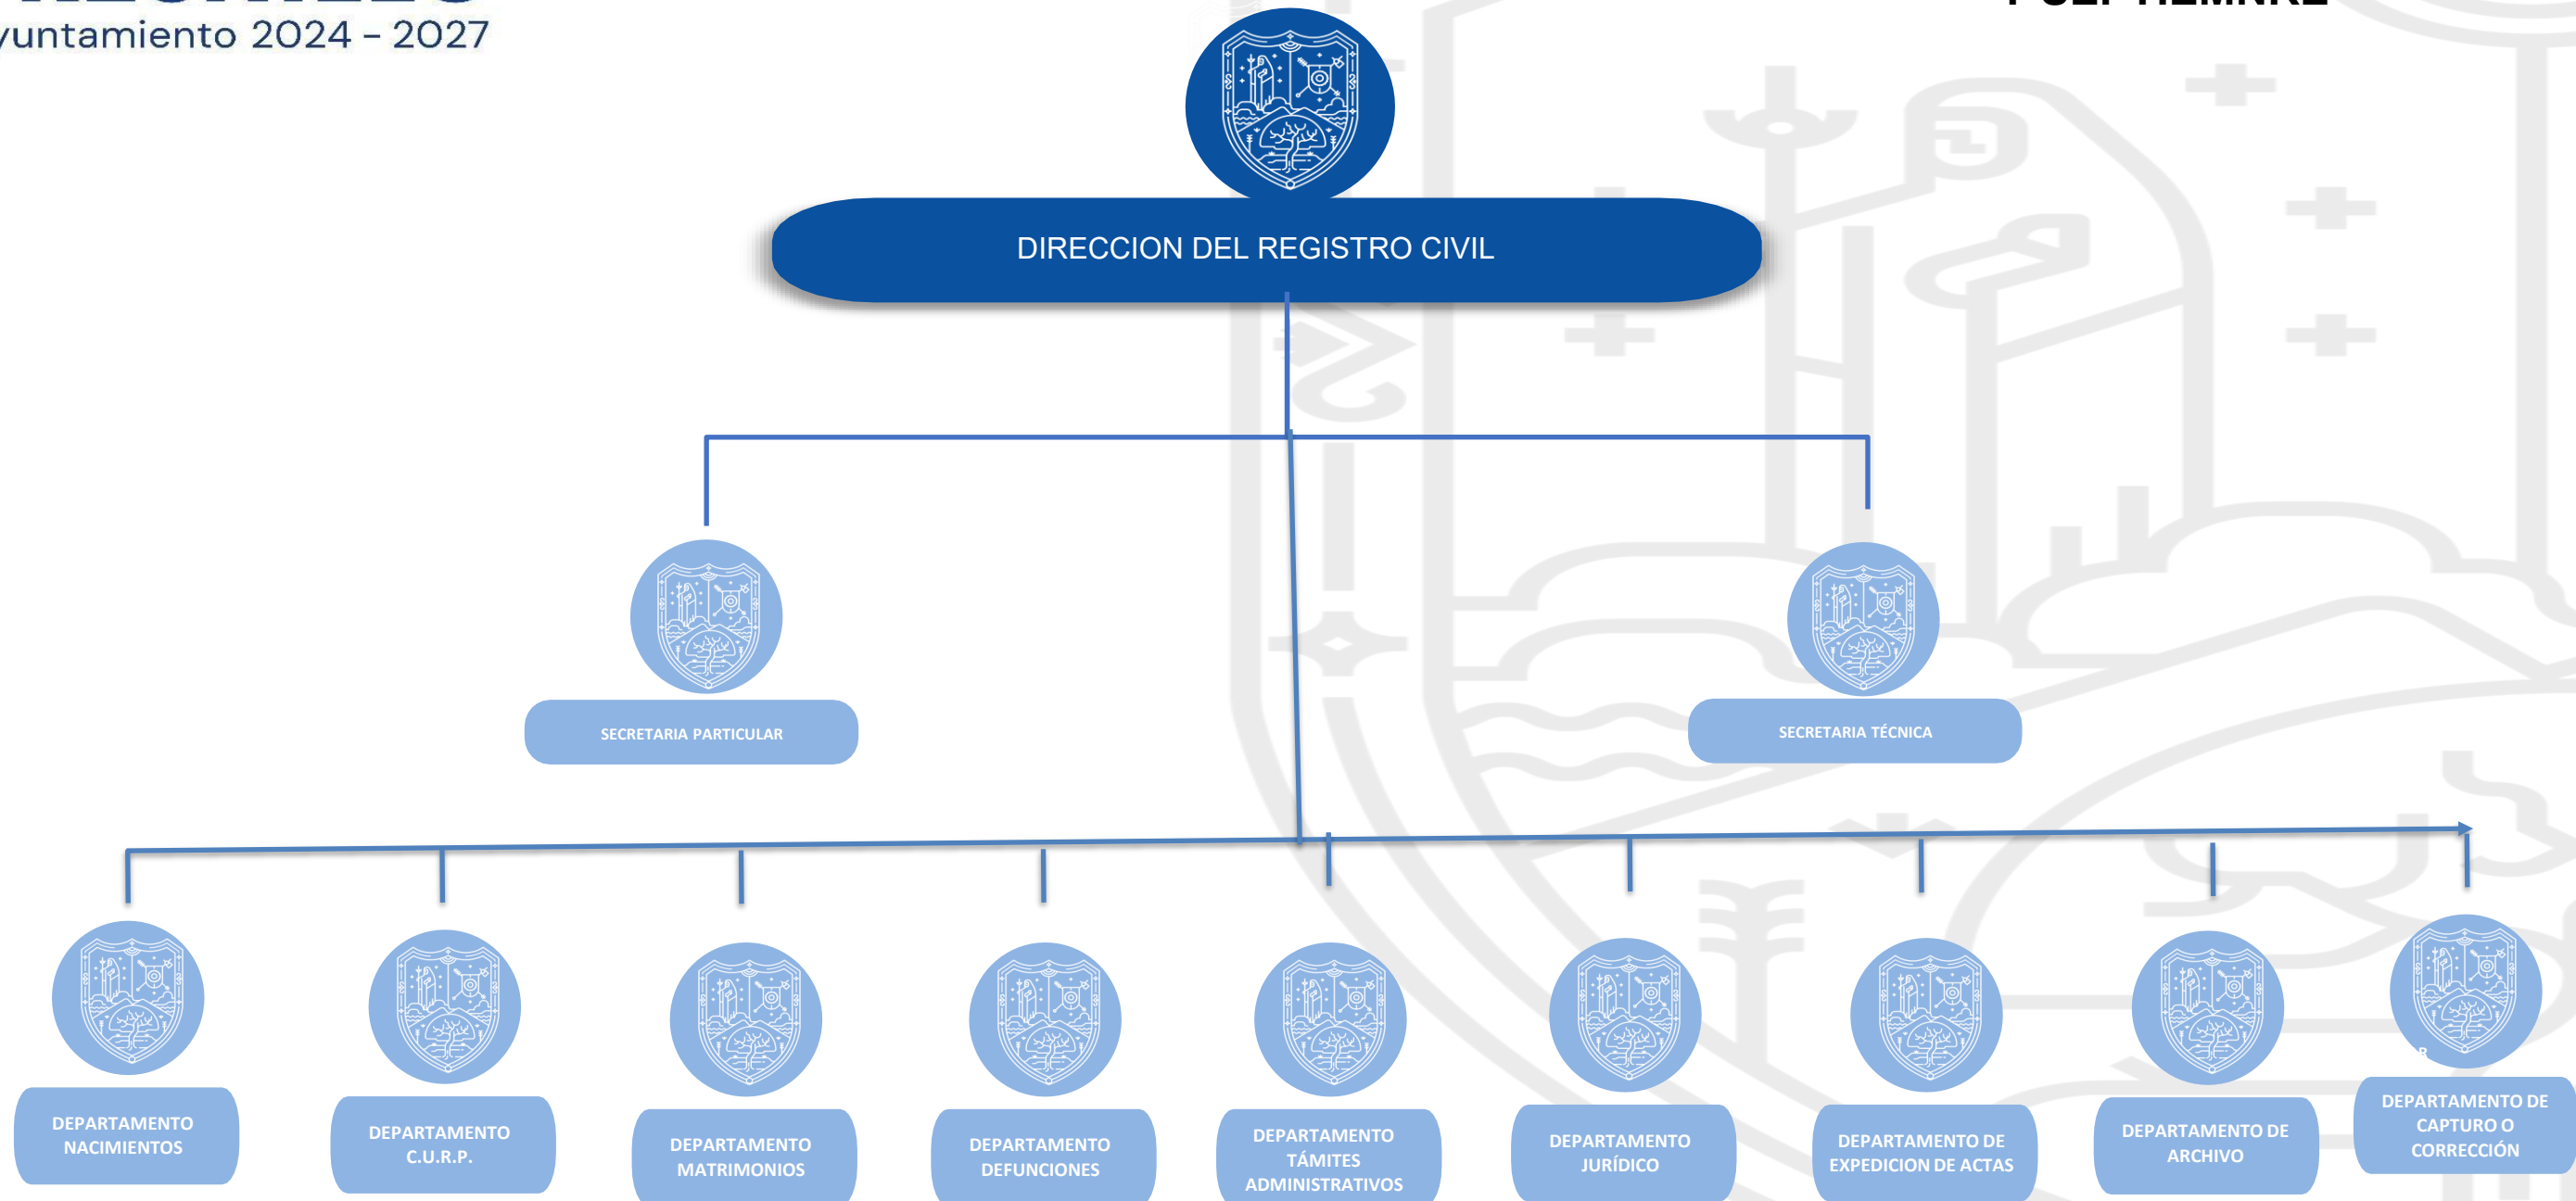 yuntamiento 2024 - 2027
DIRECCION DEL REGISTRO CIVIL
SECRETARIA PARTICULAR
SECRETARIA TÉCNICA
DEPARTAMENTO
NACIMIENTOS
DEPARTAMENTO
C.U.R.P.
DEPARTAMENTO
MATRIMONIOS
DEPARTAMENTO
DEFUNCIONES
DEPARTAMENTO
TÁMITES
ADMINISTRATIVOS
DEPARTAMENTO
JURÍDICO
DEPARTAMENTO DE
EXPEDICION DE ACTAS
DEPARTAMENTO DE
ARCHIVO
R
DEPARTAMENTO DE
CAPTURO O
CORRECCIÓN